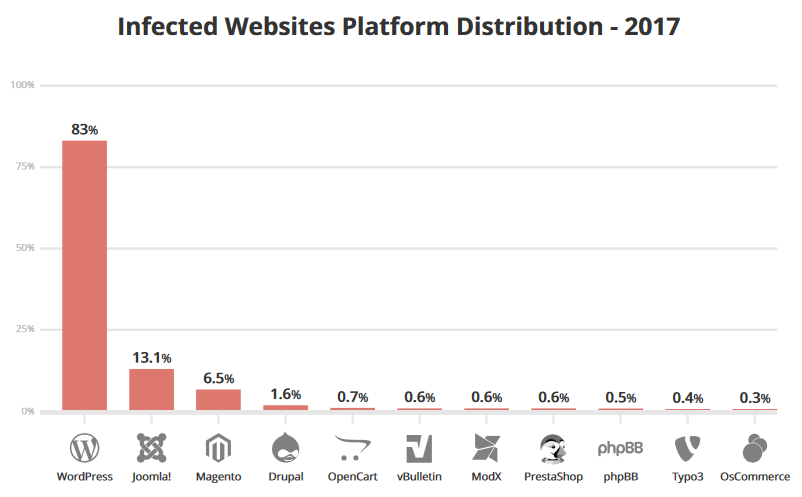 Infected Websites Platform Distribution - 2017
100%
75%
50%
25%
0%
83%
13.1%
6.5%
1.6%
0.7%
0.6%
0.6%
0.6%
0.5%
0.4%
0.3%
phpBB
WordPress
Joomla!
Magento
Drupal
OpenCart
vBulletin
ModX
PrestaShop
phpBB
Typo3
OsCommerce